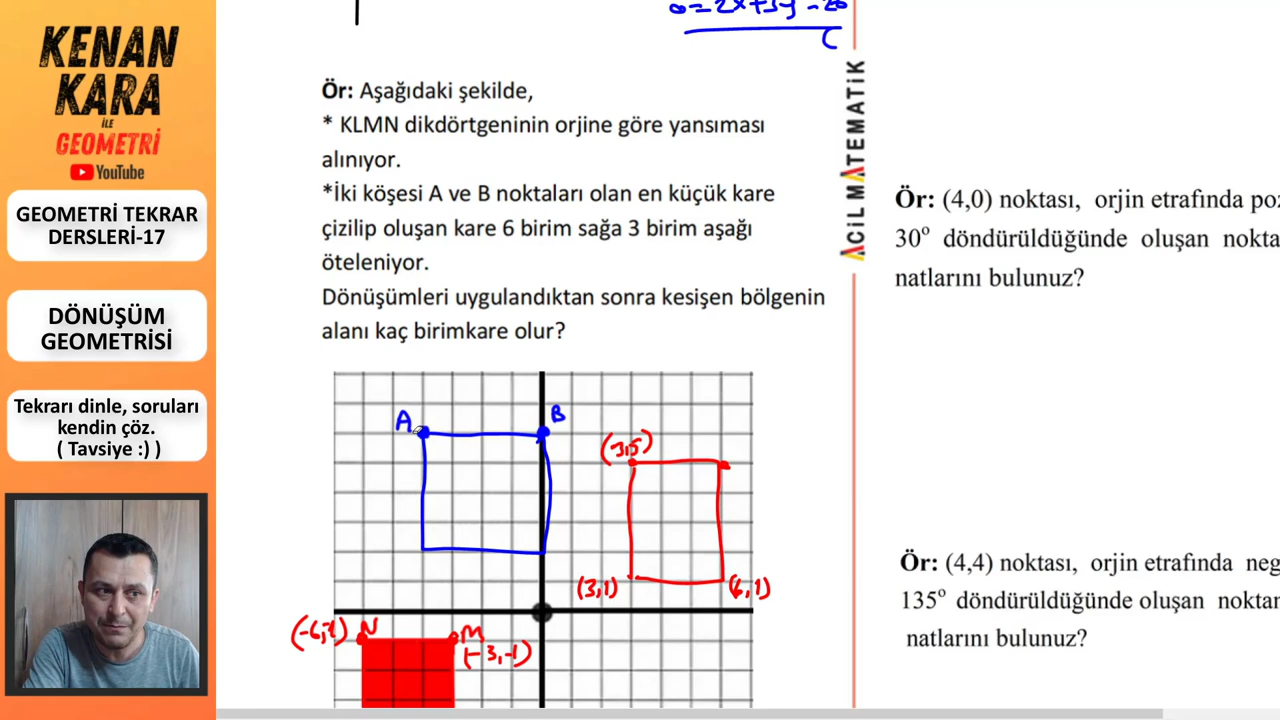 KENAN
KARA
İLE
GEOMETRİ
YouTube
GEOMETRİ TEKRAR
DERSLERİ-17
DÖNÜŞÜM
GEOMETRİSİ
Tekrarı dinle, soruları
kendin çöz.
( Tavsiye :) )
Ör: Aşağıdaki şekilde,
* KLMN dikdörtgeninin orjine göre yansıması
alınıyor.
*İki köşesi A ve B noktaları olan en küçük kare
çizilip oluşan kare 6 birim sağa 3 birim aşağı
öteleniyor.
Dönüşümleri uygulandıktan sonra kesişen bölgenin
alanı kaç birimkare olur?
A
B
(3,5)
(3,1)
(6,1)
N
M
(-3,-1)
ACİL MATEMATİK
Ör: (4,0) noktası, orjin etrafında poz
30° döndürüldüğünde oluşan nokta
natlarını bulunuz?
Ör: (4,4) noktası, orjin etrafında neg
135° döndürüldüğünde oluşan noktan
natlarını bulunuz?